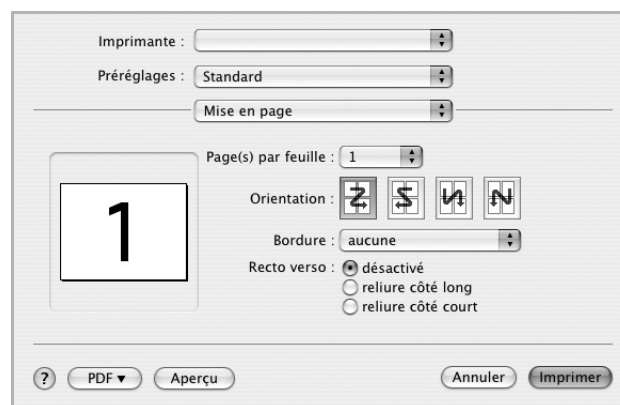 Imprimante :
Préréglages : Standard
Mise en page
Page(s) par feuille : 1
Orientation :
1
Bordure : aucune
Recto verso : désactivé
reliure côté long
reliure côté court
? PDF▼ Aperçu Annuler Imprimer